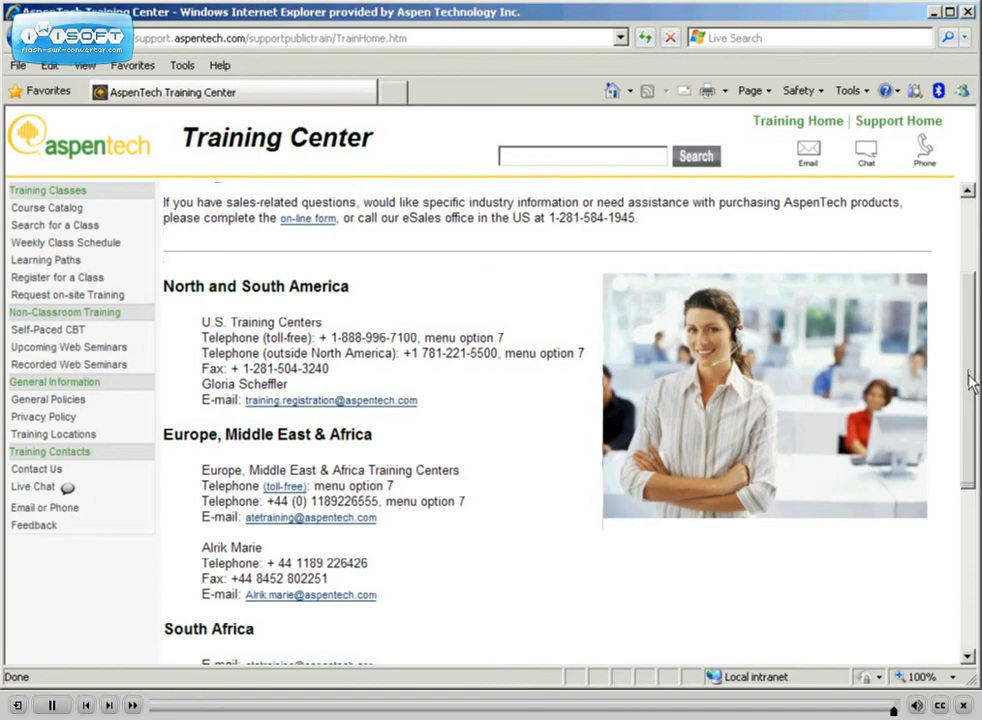 AspenTech Training Center - Windows Internet Explorer provided by Aspen Technology Inc.
iWiSOFT
flash-swf-converter.com
support.aspentech.com/supportpublictrain/TrainHome.htm
Live Search
File Edit View Favorites Tools Help
Favorites
AspenTech Training Center
Page Safety Tools
aspentech
Training Center
Training Home | Support Home
Search
Email Chat Phone
Training Classes
Course Catalog
Search for a Class
Weekly Class Schedule
Learning Paths
Register for a Class
Request on-site Training
Non-Classroom Training
Self-Paced CBT
Upcoming Web Seminars
Recorded Web Seminars
General Information
General Policies
Privacy Policy
Training Locations
Training Contacts
Contact Us
Live Chat
Email or Phone
Feedback
If you have sales-related questions, would like specific industry information or need assistance with purchasing AspenTech products,
please complete the on-line form, or call our eSales office in the US at 1-281-584-1945.
North and South America
U.S. Training Centers
Telephone (toll-free): + 1-888-996-7100, menu option 7
Telephone (outside North America): +1 781-221-5500, menu option 7
Fax: + 1-281-504-3240
Gloria Scheffler
E-mail: training.registration@aspentech.com
Europe, Middle East & Africa
Europe, Middle East & Africa Training Centers
Telephone (toll-free): menu option 7
Telephone: +44 (0) 1189226555, menu option 7
E-mail: atetraining@aspentech.com
Alrik Marie
Telephone: + 44 1189 226426
Fax: +44 8452 802251
E-mail: Alrik.marie@aspentech.com
South Africa
Done
Local intranet
100%
CC